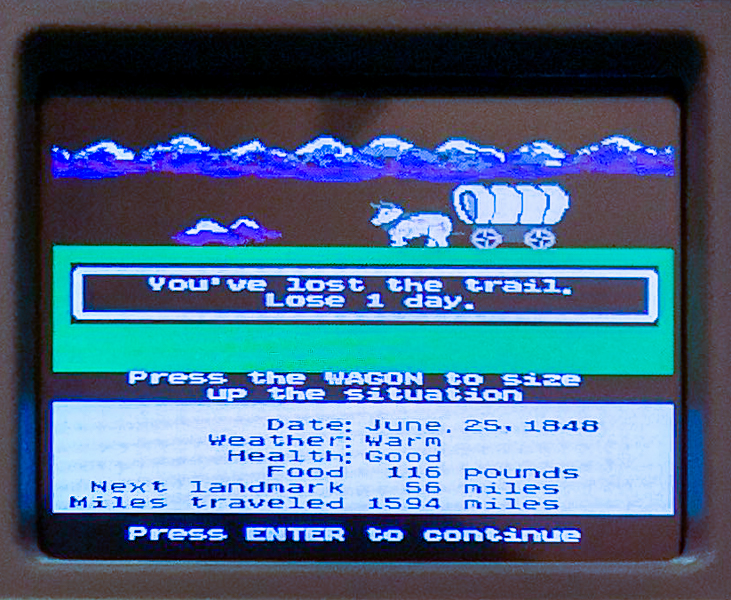 You've lost the trail.
Lose 1 day.
Press the WAGON to size
up the situation
Date: June, 25, 1848
Weather: Warm
Health: Good
Food 116 pounds
Next landmark 56 miles
Miles traveled 1594 miles
Press ENTER to continue